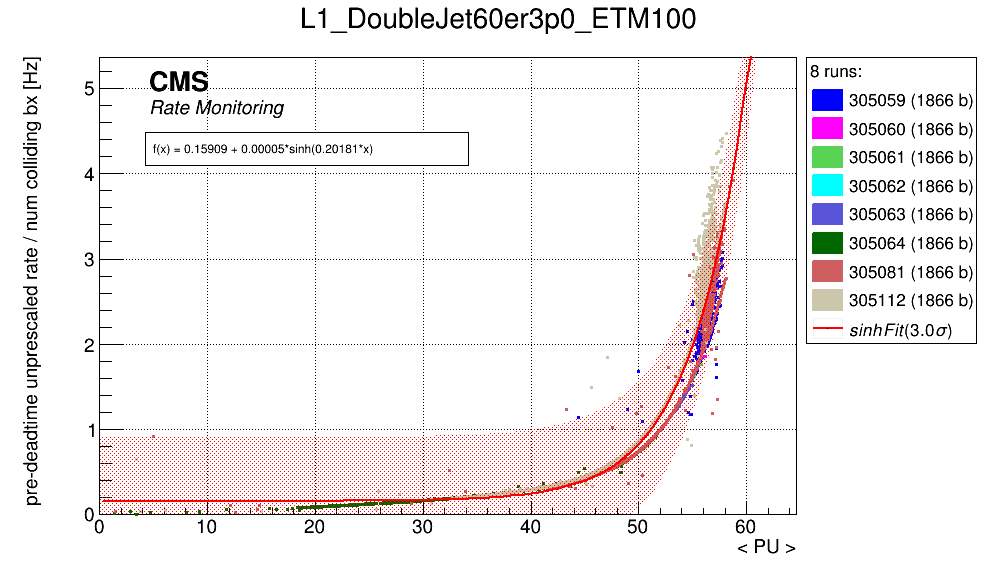 L1_DoubleJet60er3p0_ETM100
pre-deadtime unprescaled rate / num colliding bx [Hz]
CMS
Rate Monitoring
f(x) = 0.15909 + 0.00005*sinh(0.20181*x)
5
4
3
2
1
0
0 10 20 30 40 50 60
< PU >
8 runs:
305059 (1866 b)
305060 (1866 b)
305061 (1866 b)
305062 (1866 b)
305063 (1866 b)
305064 (1866 b)
305081 (1866 b)
305112 (1866 b)
sinhFit(3.0σ)